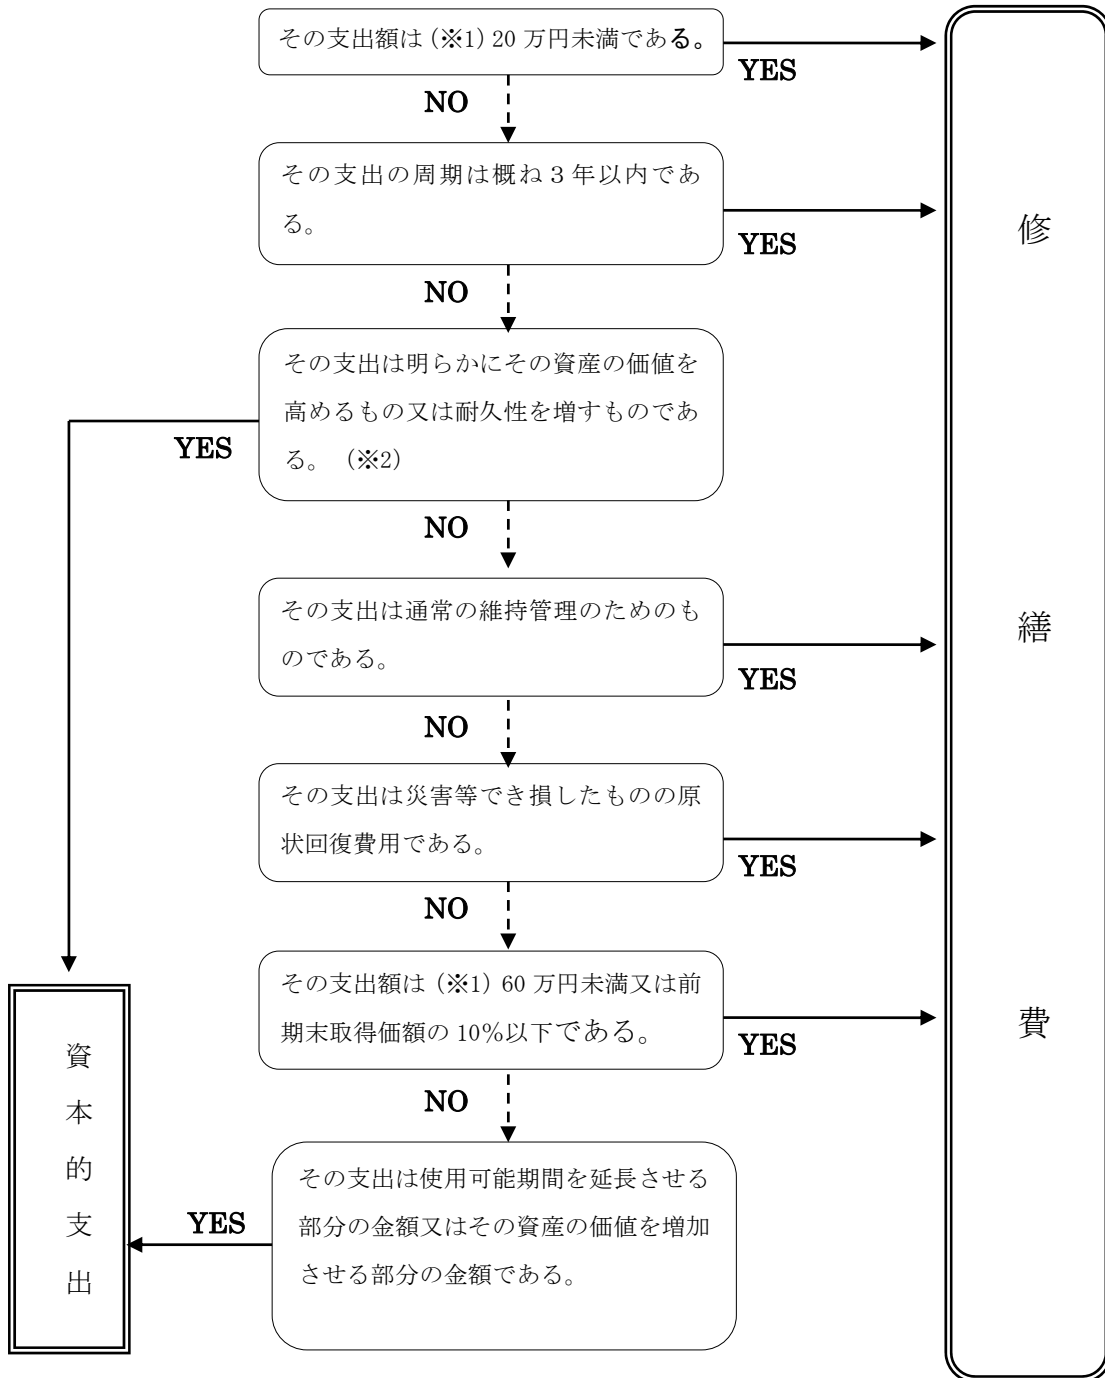 その支出額は(※1)20万円未満である。
YES
NO
その支出の周期は概ね3年以内であ
る。
YES
NO
その支出は明らかにその資産の価値を
高めるもの又は耐久性を増すものであ
る。（※2）
YES
NO
その支出は通常の維持管理のためのも
のである。
YES
NO
その支出は災害等でき損したものの原
状回復費用である。
YES
NO
その支出額は(※1)60万円未満又は前
期末取得価額の10%以下である。
YES
NO
その支出は使用可能期間を延長させる
部分の金額又はその資産の価値を増加
させる部分の金額である。
YES
資本的支出
修繕費